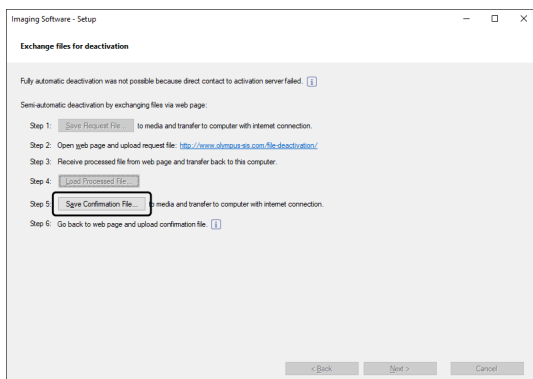 Imaging Software - Setup
Exchange files for deactivation
Fully automatic deactivation was not possible because direct contact to activation server failed. i
Semi-automatic deactivation by exchanging files via web page:
Step 1: Save Request File... to media and transfer to computer with internet connection.
Step 2: Open web page and upload request file: http://www.olympus-sis.com/file-deactivation/
Step 3: Receive processed file from web page and transfer back to this computer.
Step 4: Load Processed File...
Step 5: Save Confirmation File... to media and transfer to computer with internet connection.
Step 6: Go back to web page and upload confirmation file. i
< Back Next > Cancel